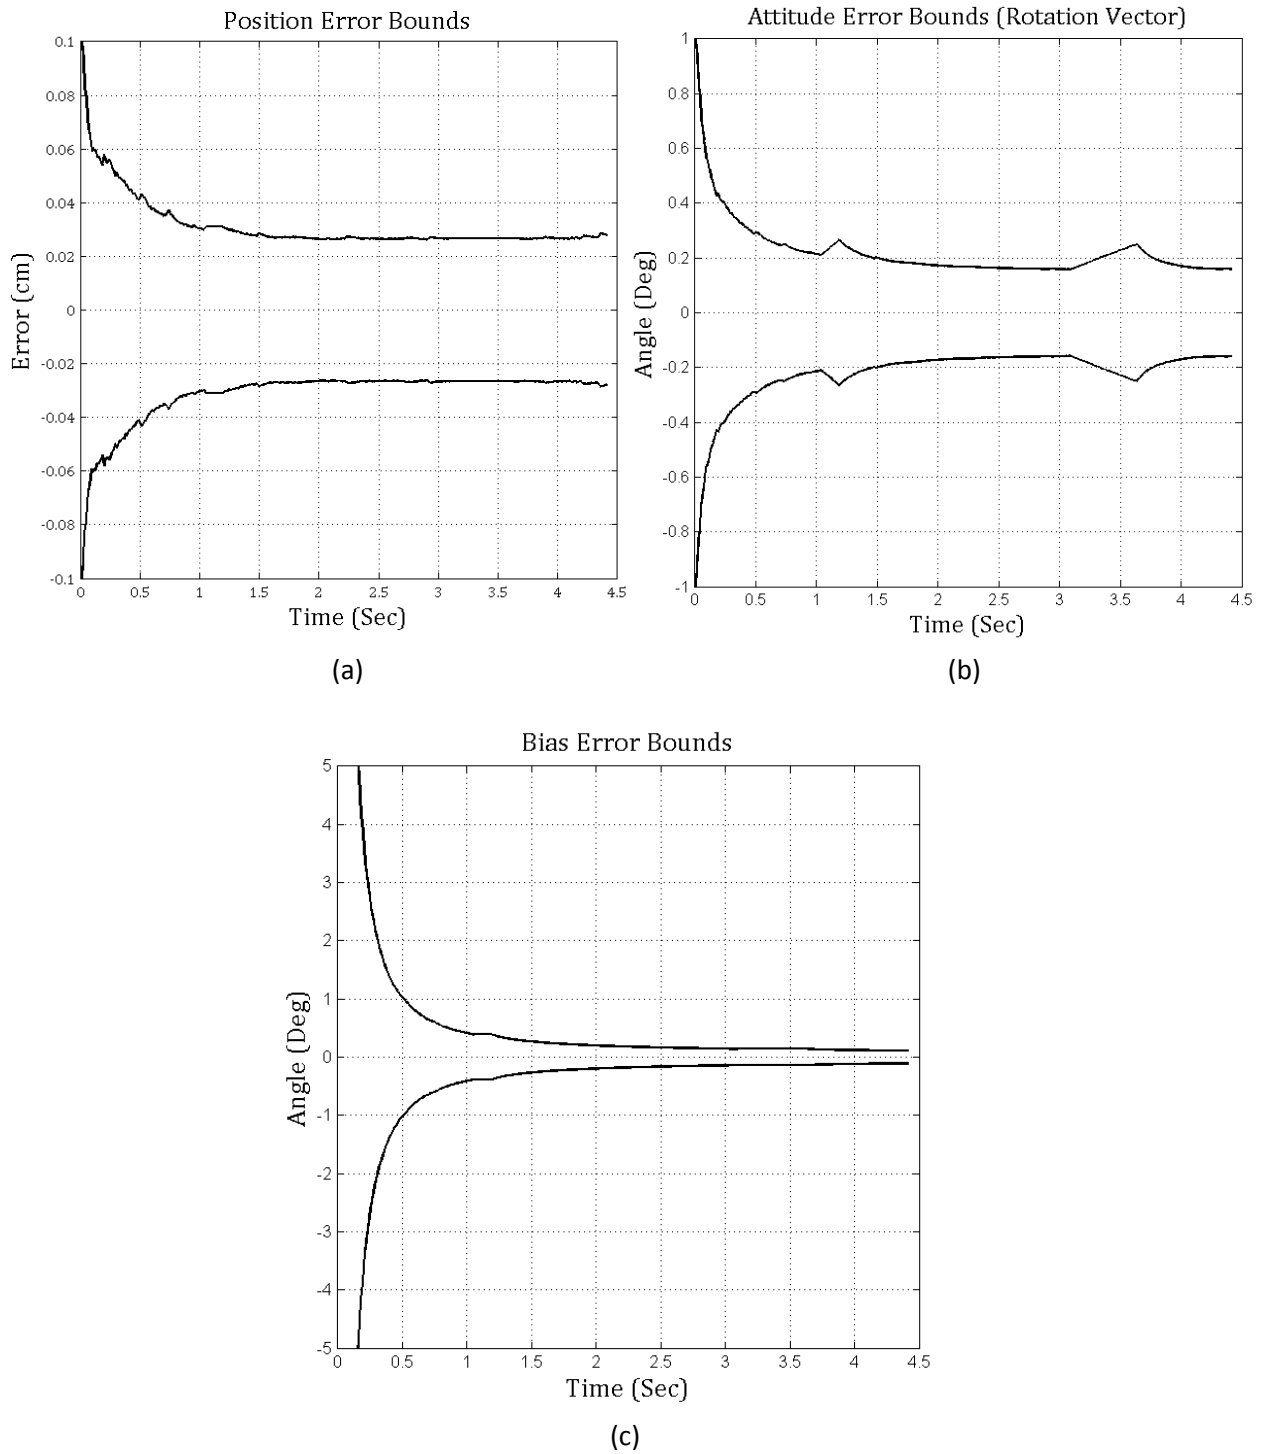 Position Error Bounds
0.1
0.08
0.06
0.04
0.02
0
-0.02
-0.04
-0.06
-0.08
-0.1
Error (cm)
0 0.5 1 1.5 2 2.5 3 3.5 4 4.5
Time (Sec)
(a)
Attitude Error Bounds (Rotation Vector)
1
0.8
0.6
0.4
0.2
0
-0.2
-0.4
-0.6
-0.8
-1
Angle (Deg)
0 0.5 1 1.5 2 2.5 3 3.5 4 4.5
Time (Sec)
(b)
Bias Error Bounds
5
4
3
2
1
0
-1
-2
-3
-4
-5
Angle (Deg)
0 0.5 1 1.5 2 2.5 3 3.5 4 4.5
Time (Sec)
(c)